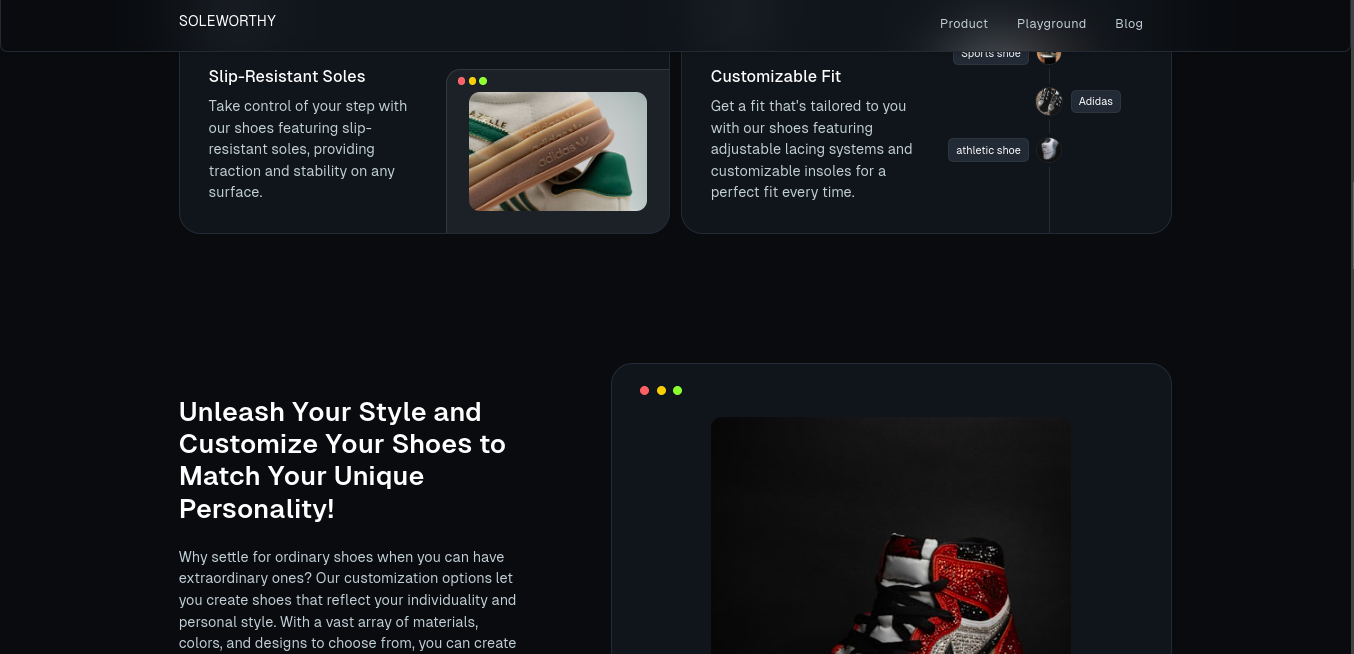 SOLEWORTHY
Product
Playground
Blog
Slip-Resistant Soles
Take control of your step with
our shoes featuring slip-
resistant soles, providing
traction and stability on any
surface.
adidas
Customizable Fit
Get a fit that's tailored to you
with our shoes featuring
adjustable lacing systems and
customizable insoles for a
perfect fit every time.
Sports shoe
Adidas
athletic shoe
Unleash Your Style and
Customize Your Shoes to
Match Your Unique
Personality!
Why settle for ordinary shoes when you can have
extraordinary ones? Our customization options let
you create shoes that reflect your individuality and
personal style. With a vast array of materials,
colors, and designs to choose from, you can create